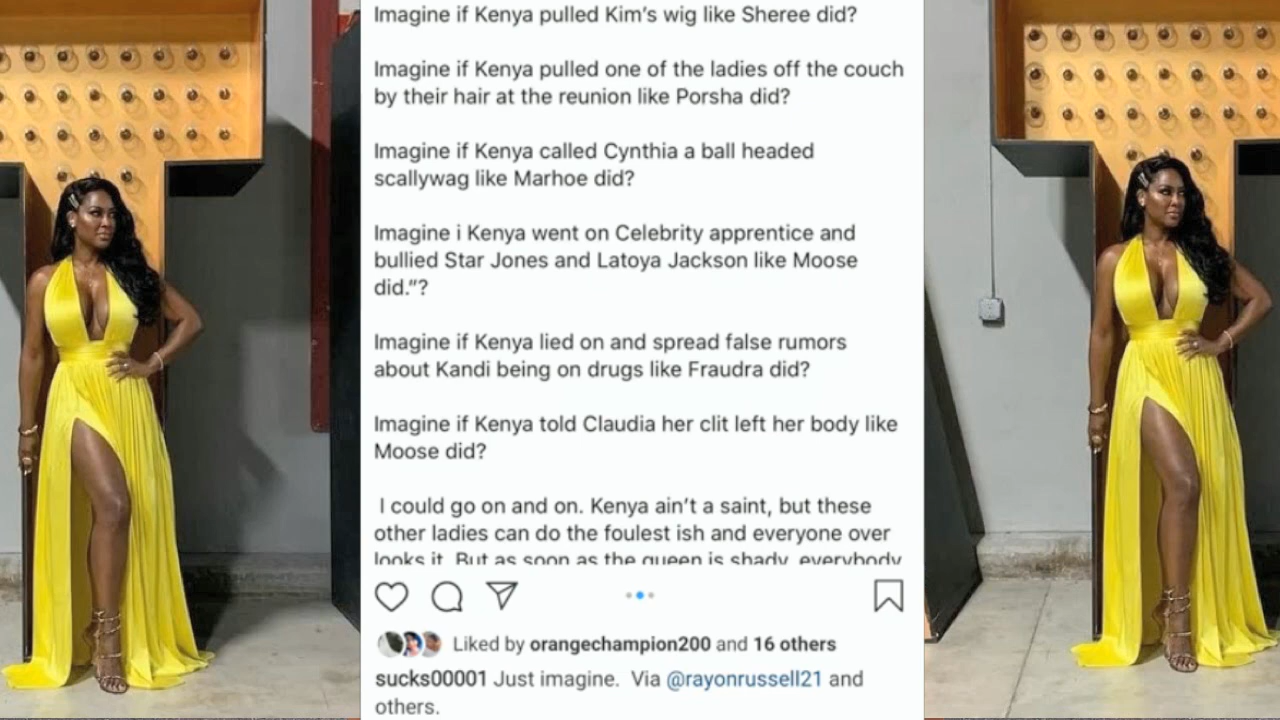 Imagine if Kenya pulled Kim's wig like Sheree did?
Imagine if Kenya pulled one of the ladies off the couch
by their hair at the reunion like Porsha did?
Imagine if Kenya called Cynthia a ball headed
scallywag like Marhoe did?
Imagine i Kenya went on Celebrity apprentice and
bullied Star Jones and Latoya Jackson like Moose
did."?
Imagine if Kenya lied on and spread false rumors
about Kandi being on drugs like Fraudra did?
Imagine if Kenya told Claudia her clit left her body like
Moose did?
I could go on and on. Kenya ain't a saint, but these
other ladies can do the foulest ish and everyone over
looks it. But as soon as the queen is shady, everybody
Liked by orangechampion200 and 16 others
sucks00001 Just imagine. Via @rayonrussell21 and
others.